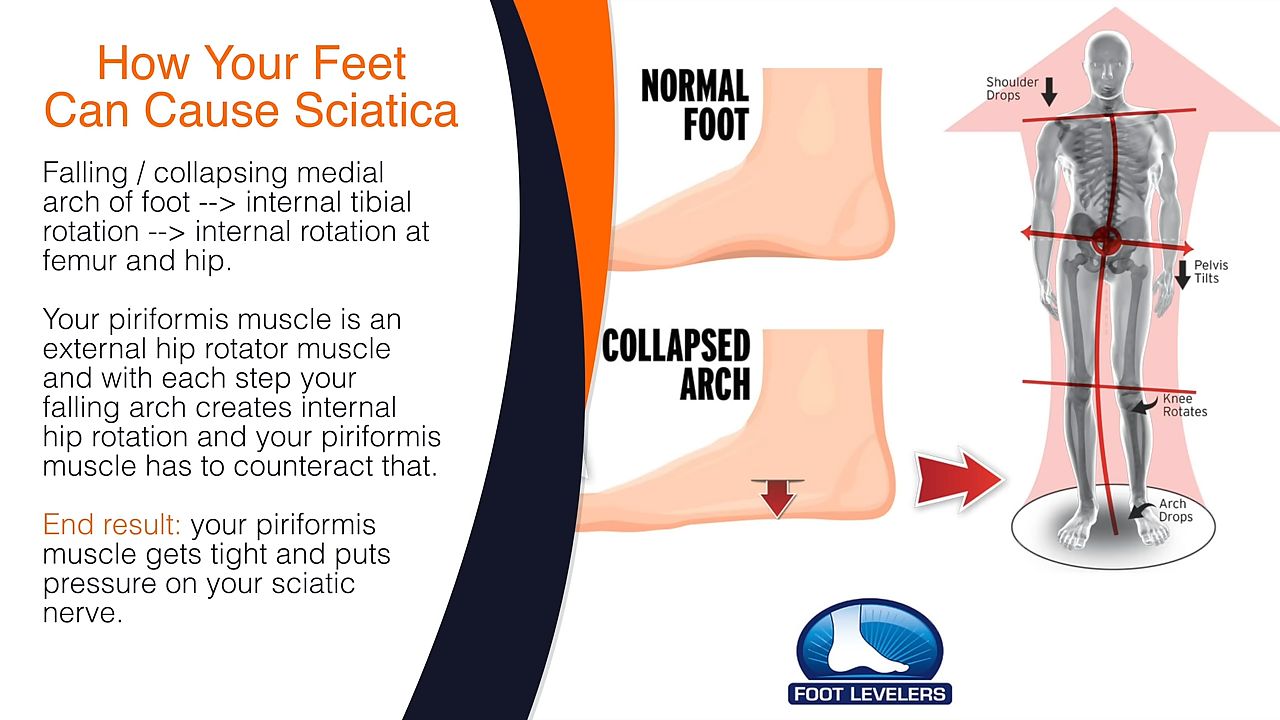 How Your Feet
Can Cause Sciatica
Falling / collapsing medial
arch of foot --> internal tibial
rotation --> internal rotation at
femur and hip.
Your piriformis muscle is an
external hip rotator muscle
and with each step your
falling arch creates internal
hip rotation and your piriformis
muscle has to counteract that.
End result: your piriformis
muscle gets tight and puts
pressure on your sciatic
nerve.
NORMAL
FOOT
COLLAPSED
ARCH
Shoulder
Drops
Pelvis
Tilts
Knee
Rotates
Arch
Drops
FOOT LEVELERS